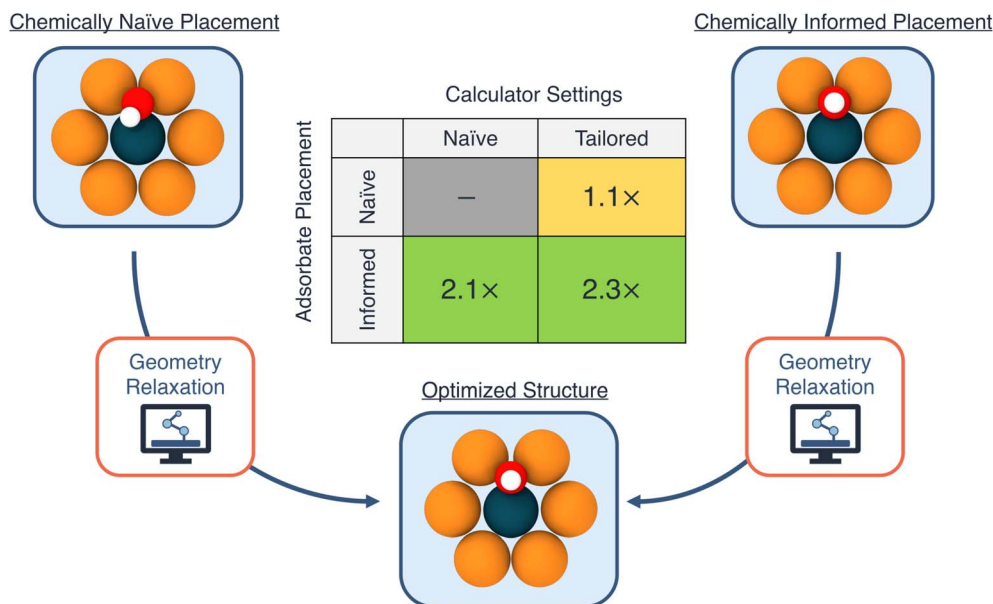 Chemically Naïve Placement
Chemically Informed Placement
Calculator Settings
Naïve
Tailored
Adsorbate Placement
Naïve
–
1.1×
Informed
2.1×
2.3×
Geometry
Relaxation
Geometry
Relaxation
Optimized Structure